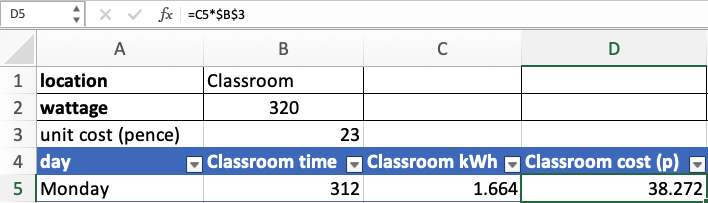 D5 fx =C5*$B$3
A B C D
1 location Classroom
2 wattage 320
3 unit cost (pence) 23
4 day Classroom time Classroom kWh Classroom cost (p)
5 Monday 312 1.664 38.272